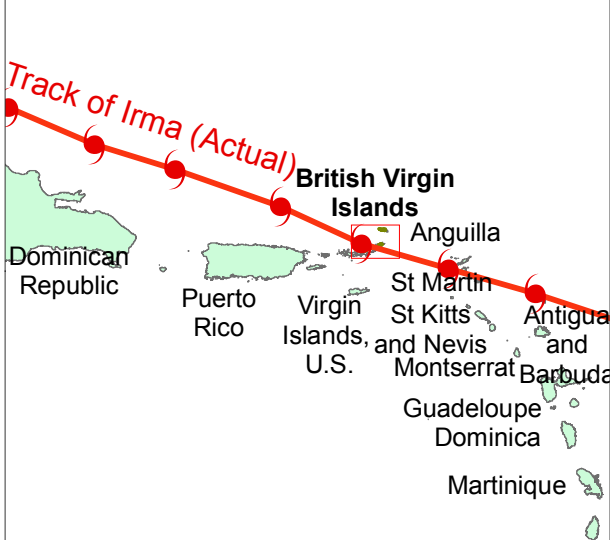 Track of Irma (Actual)
British Virgin
Islands
Anguilla
Dominican
Republic
St Martin
Puerto
Rico
Virgin
Islands,
U.S.
St Kitts
and Nevis
Antigua
and
Barbuda
Montserrat
Guadeloupe
Dominica
Martinique